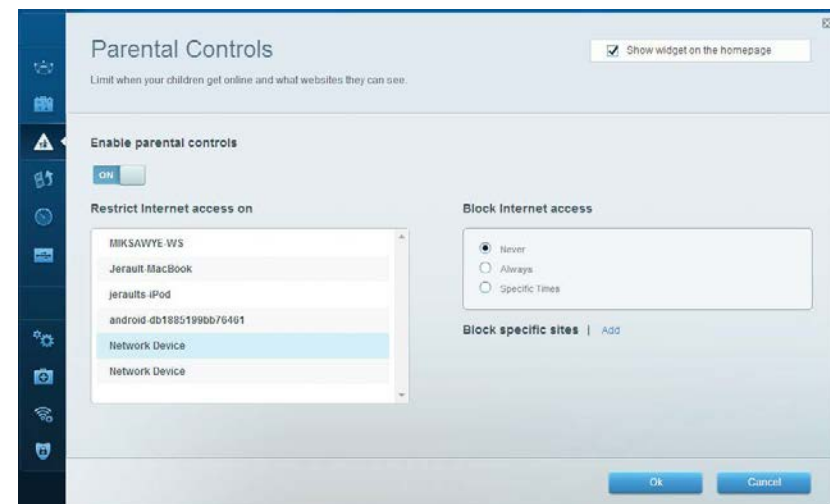 Parental Controls
Show widget on the homepage
Limit when your children get online and what websites they can see.
Enable parental controls
ON
Restrict Internet access on
Block Internet access
MIKSAWYE-WS
Jerault-MacBook
jeraults-iPod
android-db1885199bb76461
Network Device
Network Device
Never
Always
Specific Times
Block specific sites | Add
Ok
Cancel